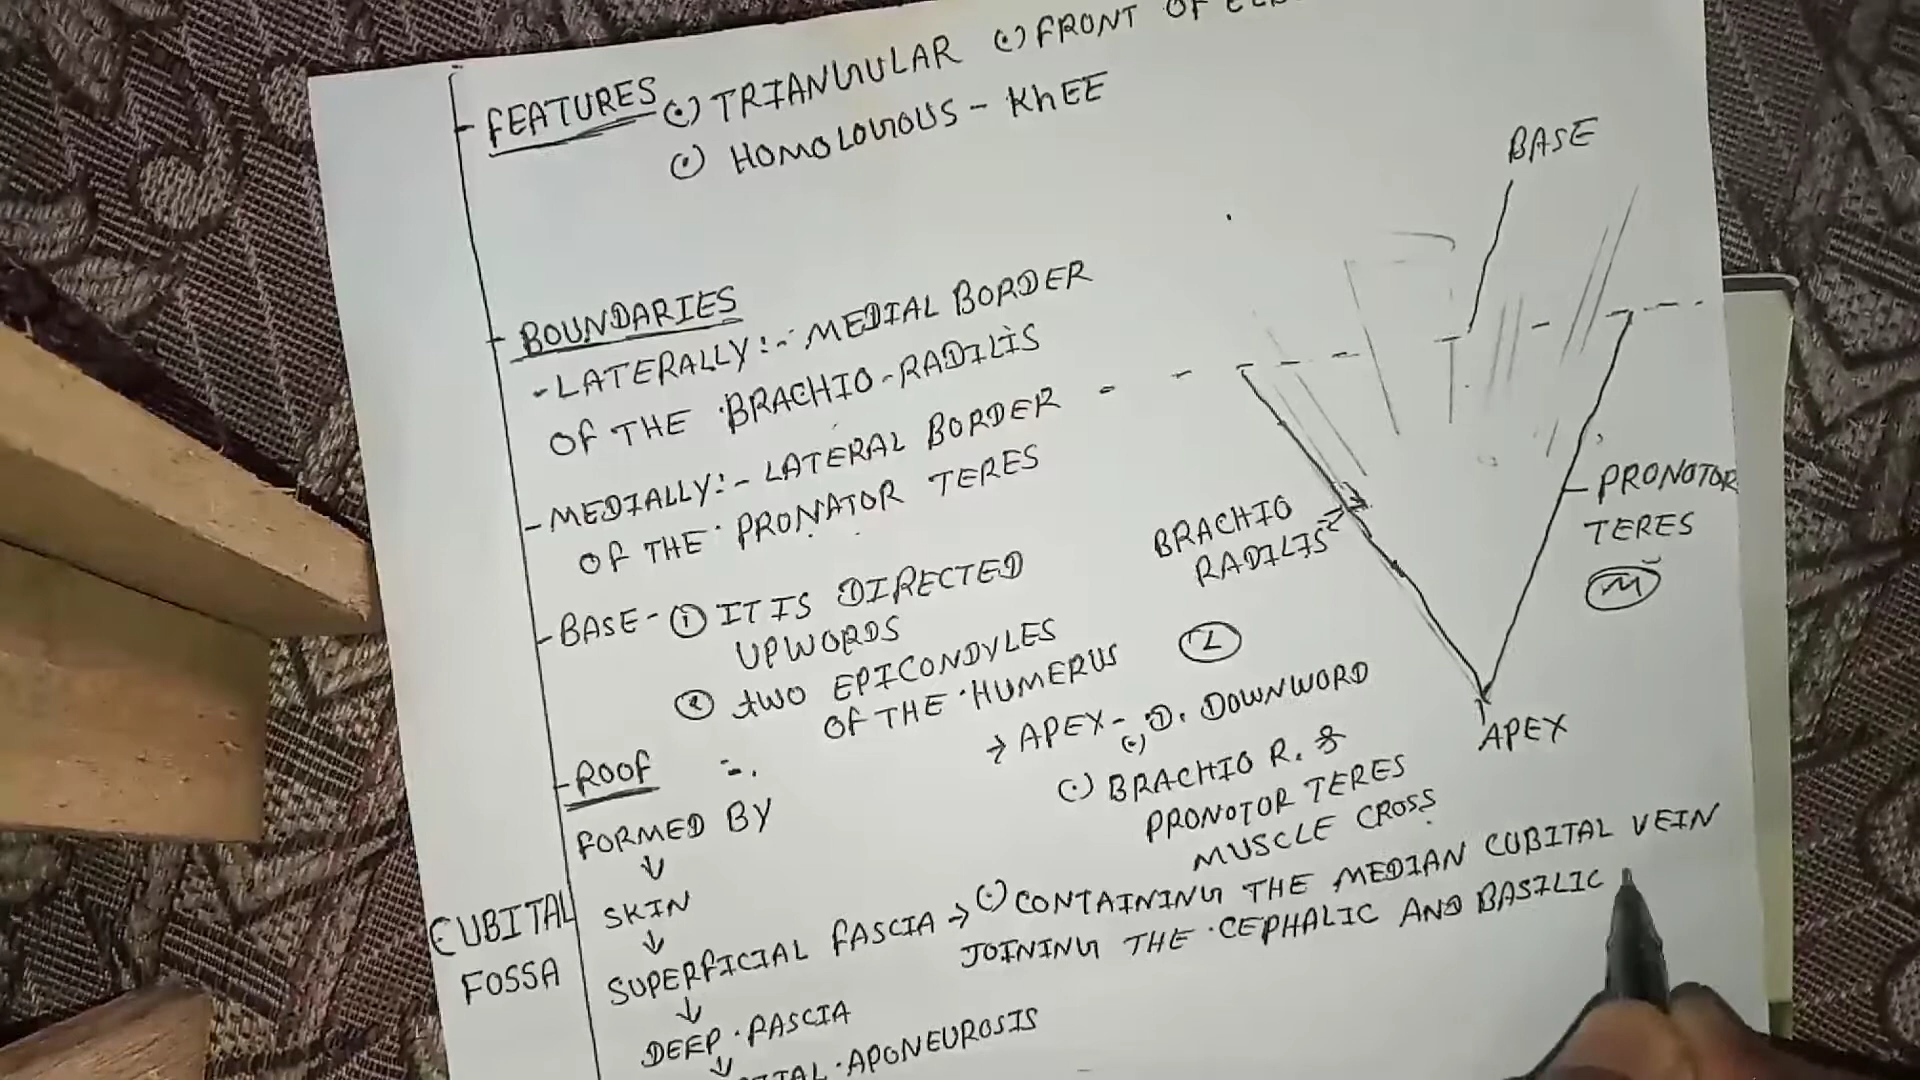 FEATURES (•) TRIANGULAR (•) FRONT OF
(•) HOMOLOGOUS - KhEE
BASE
BOUNDARIES
- LATERALLY:- MEDIAL BORDER
OF THE BRACHIO-RADILIS
- MEDIALLY:- LATERAL BORDER
OF THE PRONATOR TERES
BRACHIO
RADILIS
PRONOTOR
TERES
M
BASE - ① IT IS DIRECTED
UPWORDS
② tWO EPICONDYLES
OF THE HUMERUS
L
→ APEX - D. DOWNWORD
(•) BRACHIO R. &
PRONOTOR TERES
MUSCLE CROSS
APEX
ROOF :-
FORMED BY
↓
SKIN
↓
SUPERFICIAL FASCIA → (•) CONTAINING THE MEDIAN CUBITAL VEIN
JOINING THE CEPHALIC AND BASILIC
↓
DEEP FASCIA
↓
APONEUROSIS
CUBITAL
FOSSA